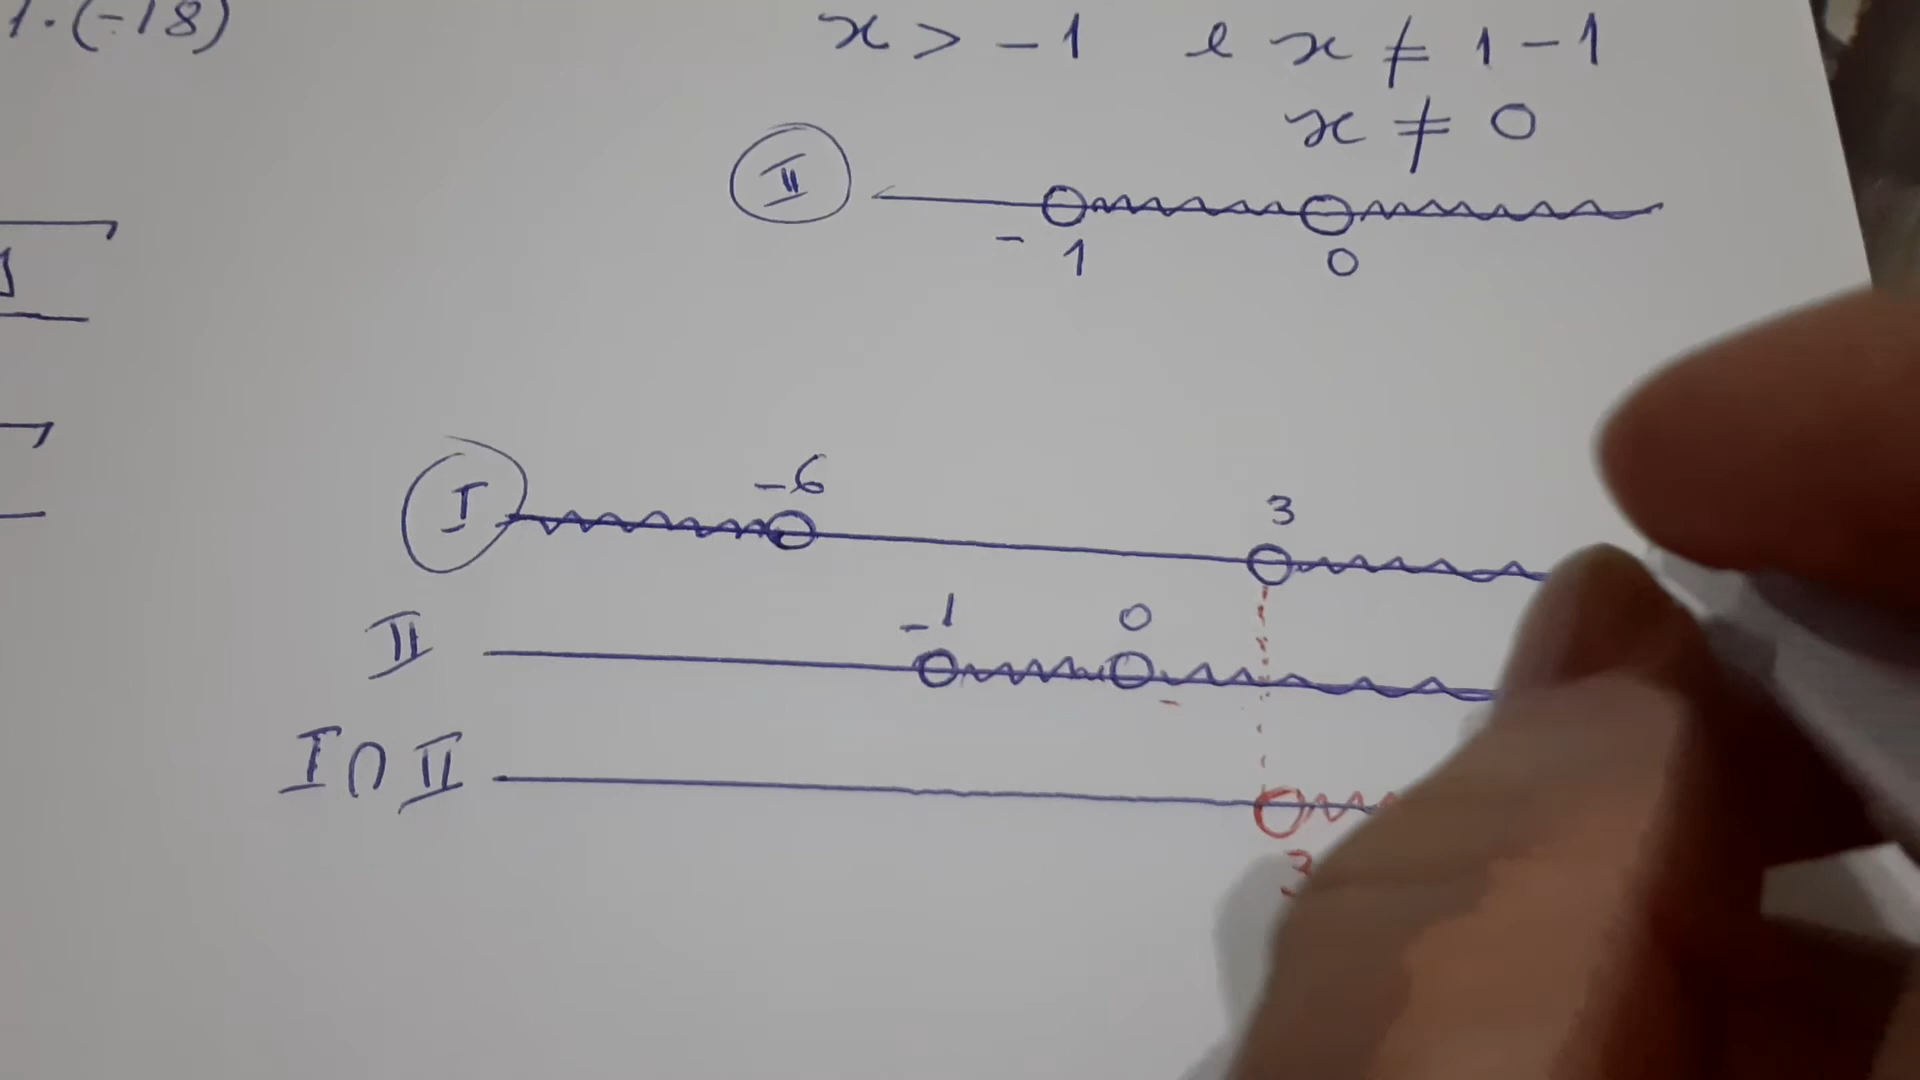 1.(-18)
x > -1 e x ≠ 1-1
x ≠ 0
II
-1 0
-6 3
I
-1 0
II
I∩II
3